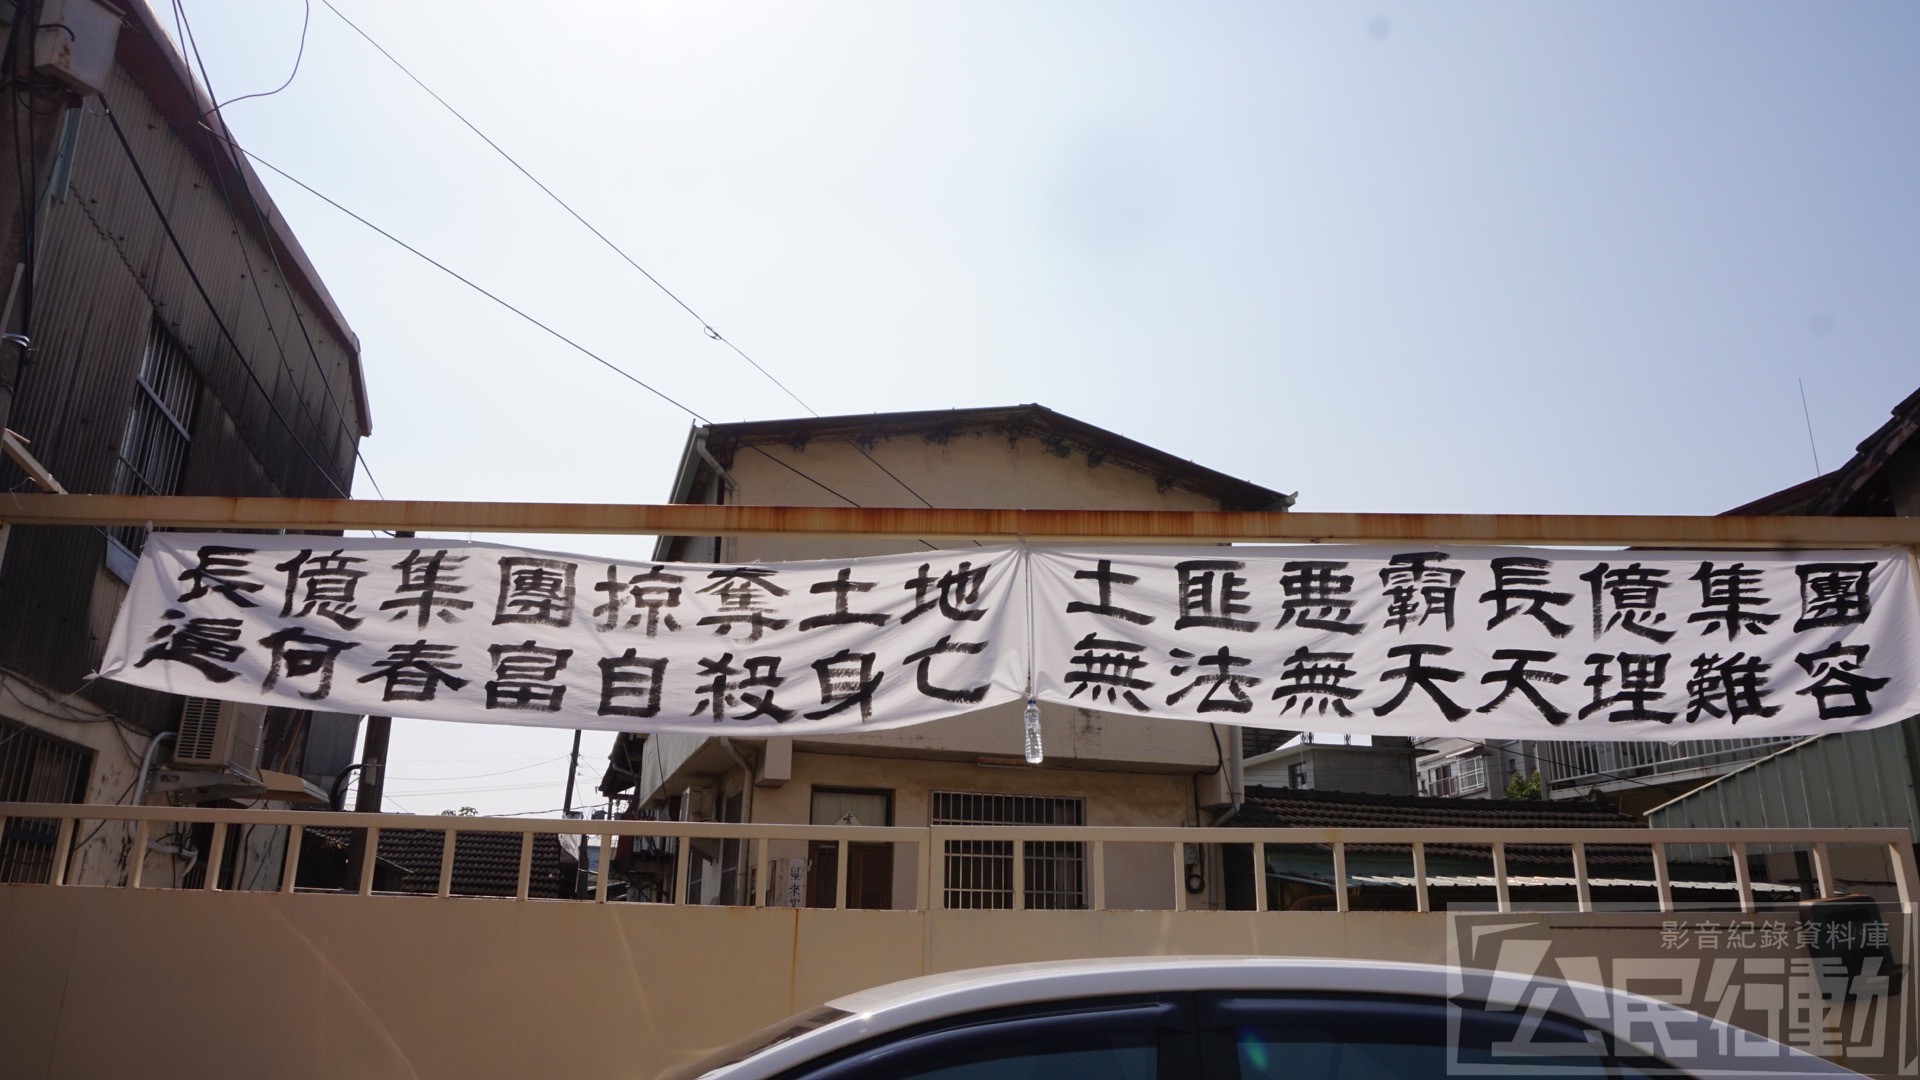 長億集團掠奪土地
逼何春富自殺身亡
土匪悪霸長億集團
無法無天天理難容
影音紀錄資料庫
公民行動